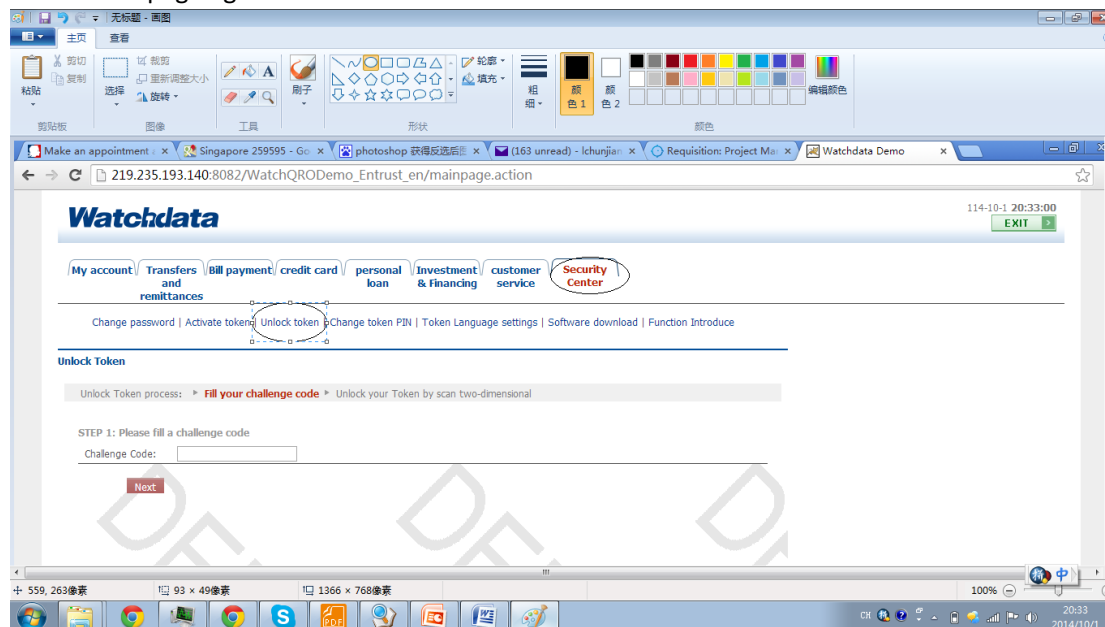 无标题 - 画图
主页 查看
剪切
复制
粘贴
剪贴板
裁剪
重新调整大小
旋转
选择
图像
A
工具
刷子
轮廓
填充
形状
粗
细
颜
色 1
颜
色 2
编辑颜色
颜色
Make an appointment
Singapore 259595 - Go
photoshop 获得反选后
(163 unread) - lchunjian
Requisition: Project Ma
Watchdata Demo
219.235.193.140:8082/WatchQRODemo_Entrust_en/mainpage.action
Watchdata
114-10-1 20:33:00
EXIT
My account
Transfers
and
remittances
Bill payment
credit card
personal
loan
Investment
& Financing
customer
service
Security
Center
Change password | Activate token | Unlock token | Change token PIN | Token Language settings | Software download | Function Introduce
Unlock Token
Unlock Token process: Fill your challenge code Unlock your Token by scan two-dimensional
STEP 1: Please fill a challenge code
Challenge Code:
Next
559, 263像素
93 × 49像素
1366 × 768像素
100%
中
S
PDF
W
CH
20:33
2014/10/1